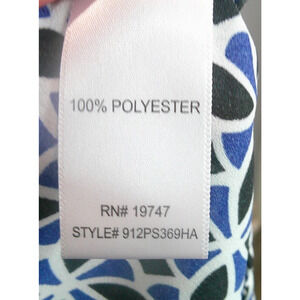 100% POLYESTER
RN# 19747
STYLE# 912PS369HA